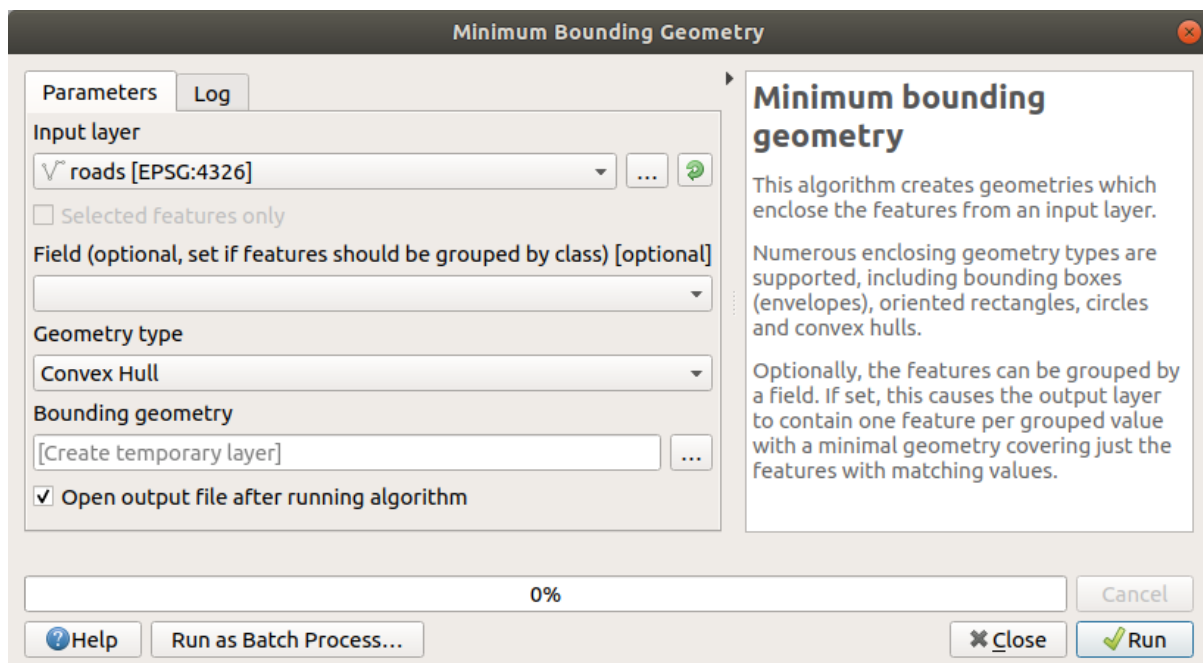 Minimum Bounding Geometry
Parameters
Log
Input layer
roads [EPSG:4326]
...
Selected features only
Field (optional, set if features should be grouped by class) [optional]
Geometry type
Convex Hull
Bounding geometry
[Create temporary layer]
...
Open output file after running algorithm
Minimum bounding
geometry
This algorithm creates geometries which
enclose the features from an input layer.
Numerous enclosing geometry types are
supported, including bounding boxes
(envelopes), oriented rectangles, circles
and convex hulls.
Optionally, the features can be grouped by
a field. If set, this causes the output layer
to contain one feature per grouped value
with a minimal geometry covering just the
features with matching values.
0%
Cancel
Help
Run as Batch Process...
Close
Run